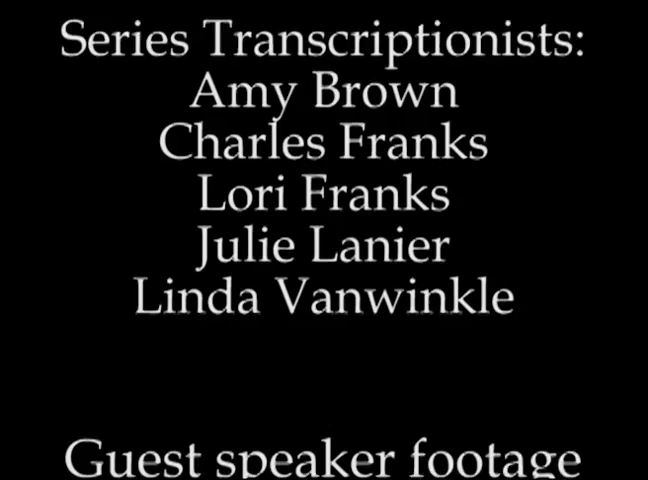 Series Transcriptionists:
Amy Brown
Charles Franks
Lori Franks
Julie Lanier
Linda Vanwinkle
Guest speaker footage